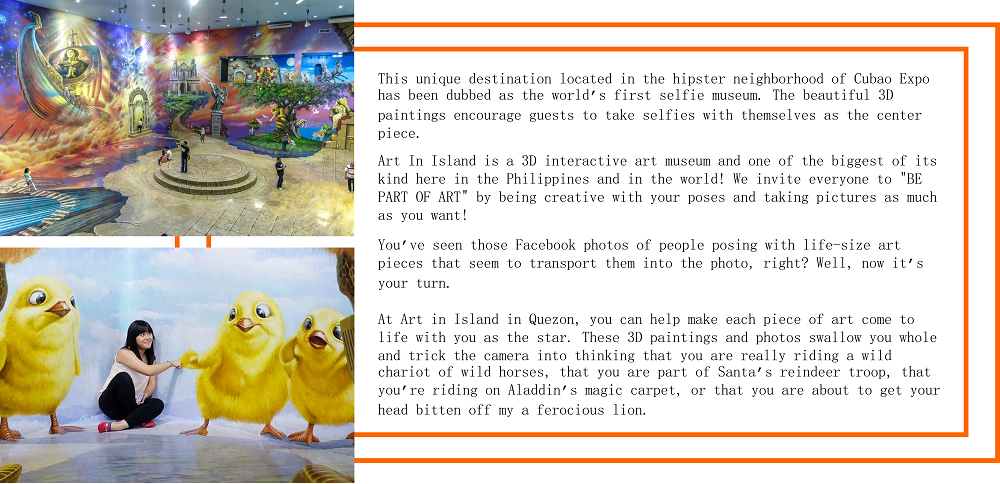 This unique destination located in the hipster neighborhood of Cubao Expo
has been dubbed as the world's first selfie museum. The beautiful 3D
paintings encourage guests to take selfies with themselves as the center
piece.
Art In Island is a 3D interactive art museum and one of the biggest of its
kind here in the Philippines and in the world! We invite everyone to "BE
PART OF ART" by being creative with your poses and taking pictures as much
as you want!
You've seen those Facebook photos of people posing with life-size art
pieces that seem to transport them into the photo, right? Well, now it's
your turn.
At Art in Island in Quezon, you can help make each piece of art come to
life with you as the star. These 3D paintings and photos swallow you whole
and trick the camera into thinking that you are really riding a wild
chariot of wild horses, that you are part of Santa's reindeer troop, that
you're riding on Aladdin's magic carpet, or that you are about to get your
head bitten off my a ferocious lion.